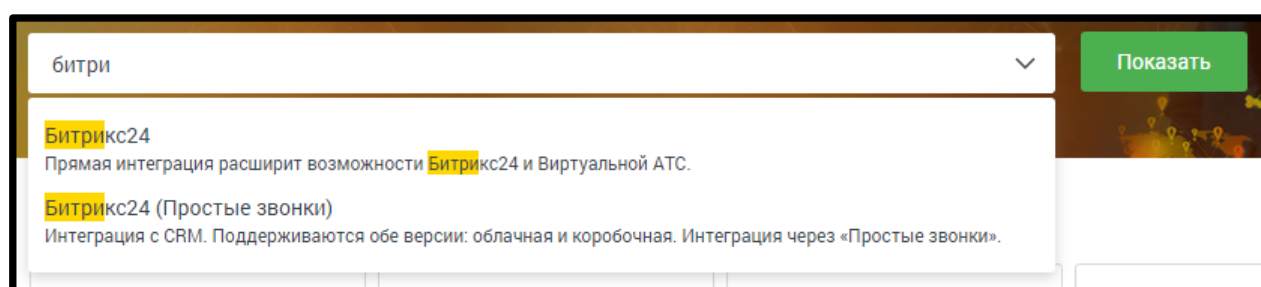 битри
Показать
Битрикс24
Прямая интеграция расширит возможности Битрикс24 и Виртуальной АТС.
Битрикс24 (Простые звонки)
Интеграция с CRM. Поддерживаются обе версии: облачная и коробочная. Интеграция через «Простые звонки».